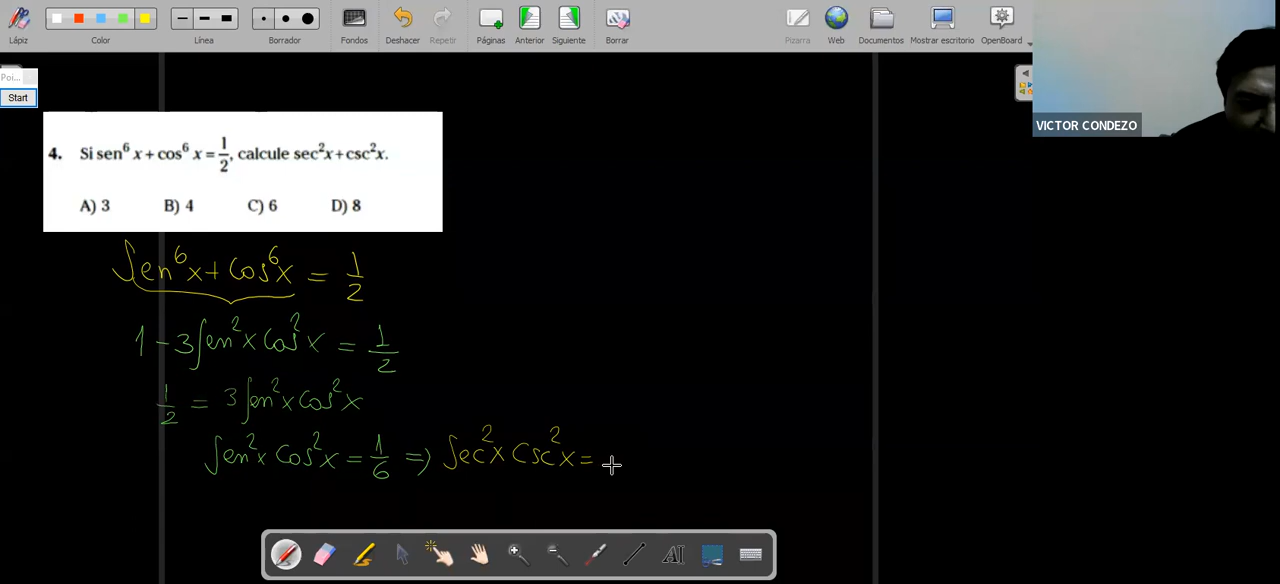 Lápiz
Color
Línea
Borrador
Fondos
Deshacer
Repetir
Páginas
Anterior
Siguiente
Borrar
Pizarra
Web
Documentos
Mostrar escritorio
OpenBoard
Poi...
Start
VICTOR CONDEZO
4. Si sen⁶ x + cos⁶ x = 1/2, calcule sec²x + csc²x.
A) 3 B) 4 C) 6 D) 8
Sen⁶x + Cos⁶x = 1/2
1 - 3Sen²x Cos²x = 1/2
1/2 = 3Sen²x Cos²x
Sen²x Cos²x = 1/6 ⇒ Sec²x Csc²x =
AI